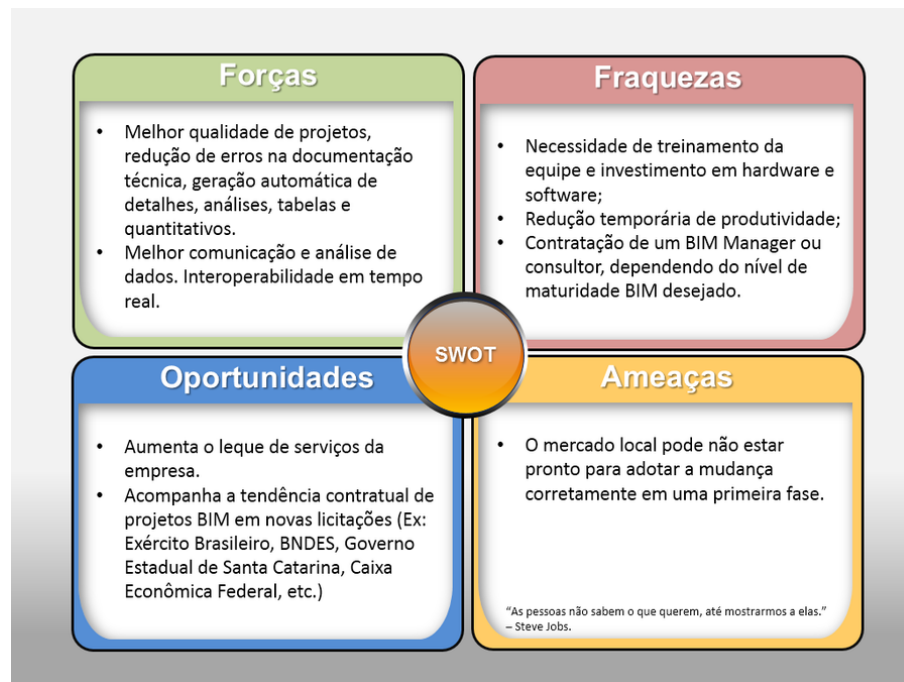 Forças
• Melhor qualidade de projetos,
redução de erros na documentação
técnica, geração automática de
detalhes, análises, tabelas e
quantitativos.
• Melhor comunicação e análise de
dados. Interoperabilidade em tempo
real.
Fraquezas
• Necessidade de treinamento da
equipe e investimento em hardware e
software;
• Redução temporária de produtividade;
• Contratação de um BIM Manager ou
consultor, dependendo do nível de
maturidade BIM desejado.
SWOT
Oportunidades
• Aumenta o leque de serviços da
empresa.
• Acompanha a tendência contratual de
projetos BIM em novas licitações (Ex:
Exército Brasileiro, BNDES, Governo
Estadual de Santa Catarina, Caixa
Econômica Federal, etc.)
Ameaças
• O mercado local pode não estar
pronto para adotar a mudança
corretamente em uma primeira fase.
“As pessoas não sabem o que querem, até mostrarmos a elas.”
– Steve Jobs.